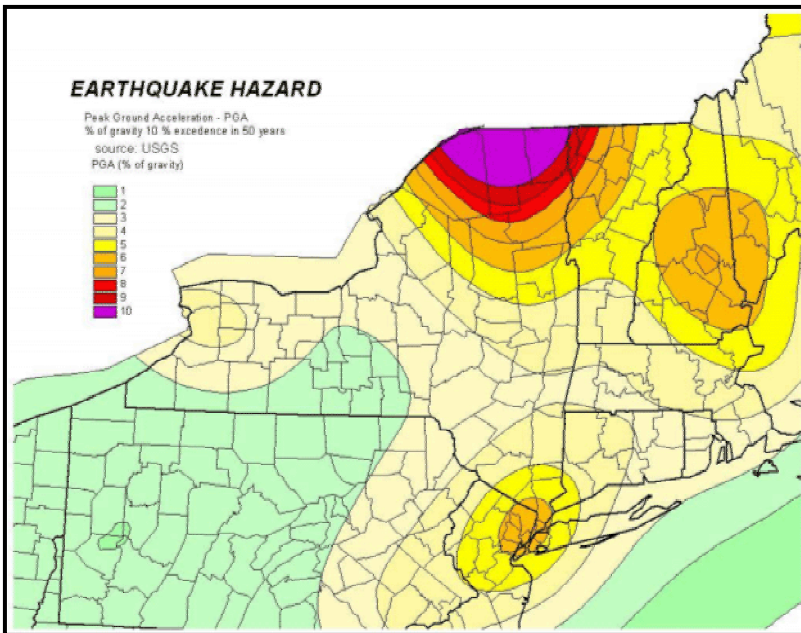 EARTHQUAKE HAZARD
Peak Ground Acceleration - PGA
% of gravity 10 % excedence in 50 years
source: USGS
PGA (% of gravity)
1
2
3
4
5
6
7
8
9
10